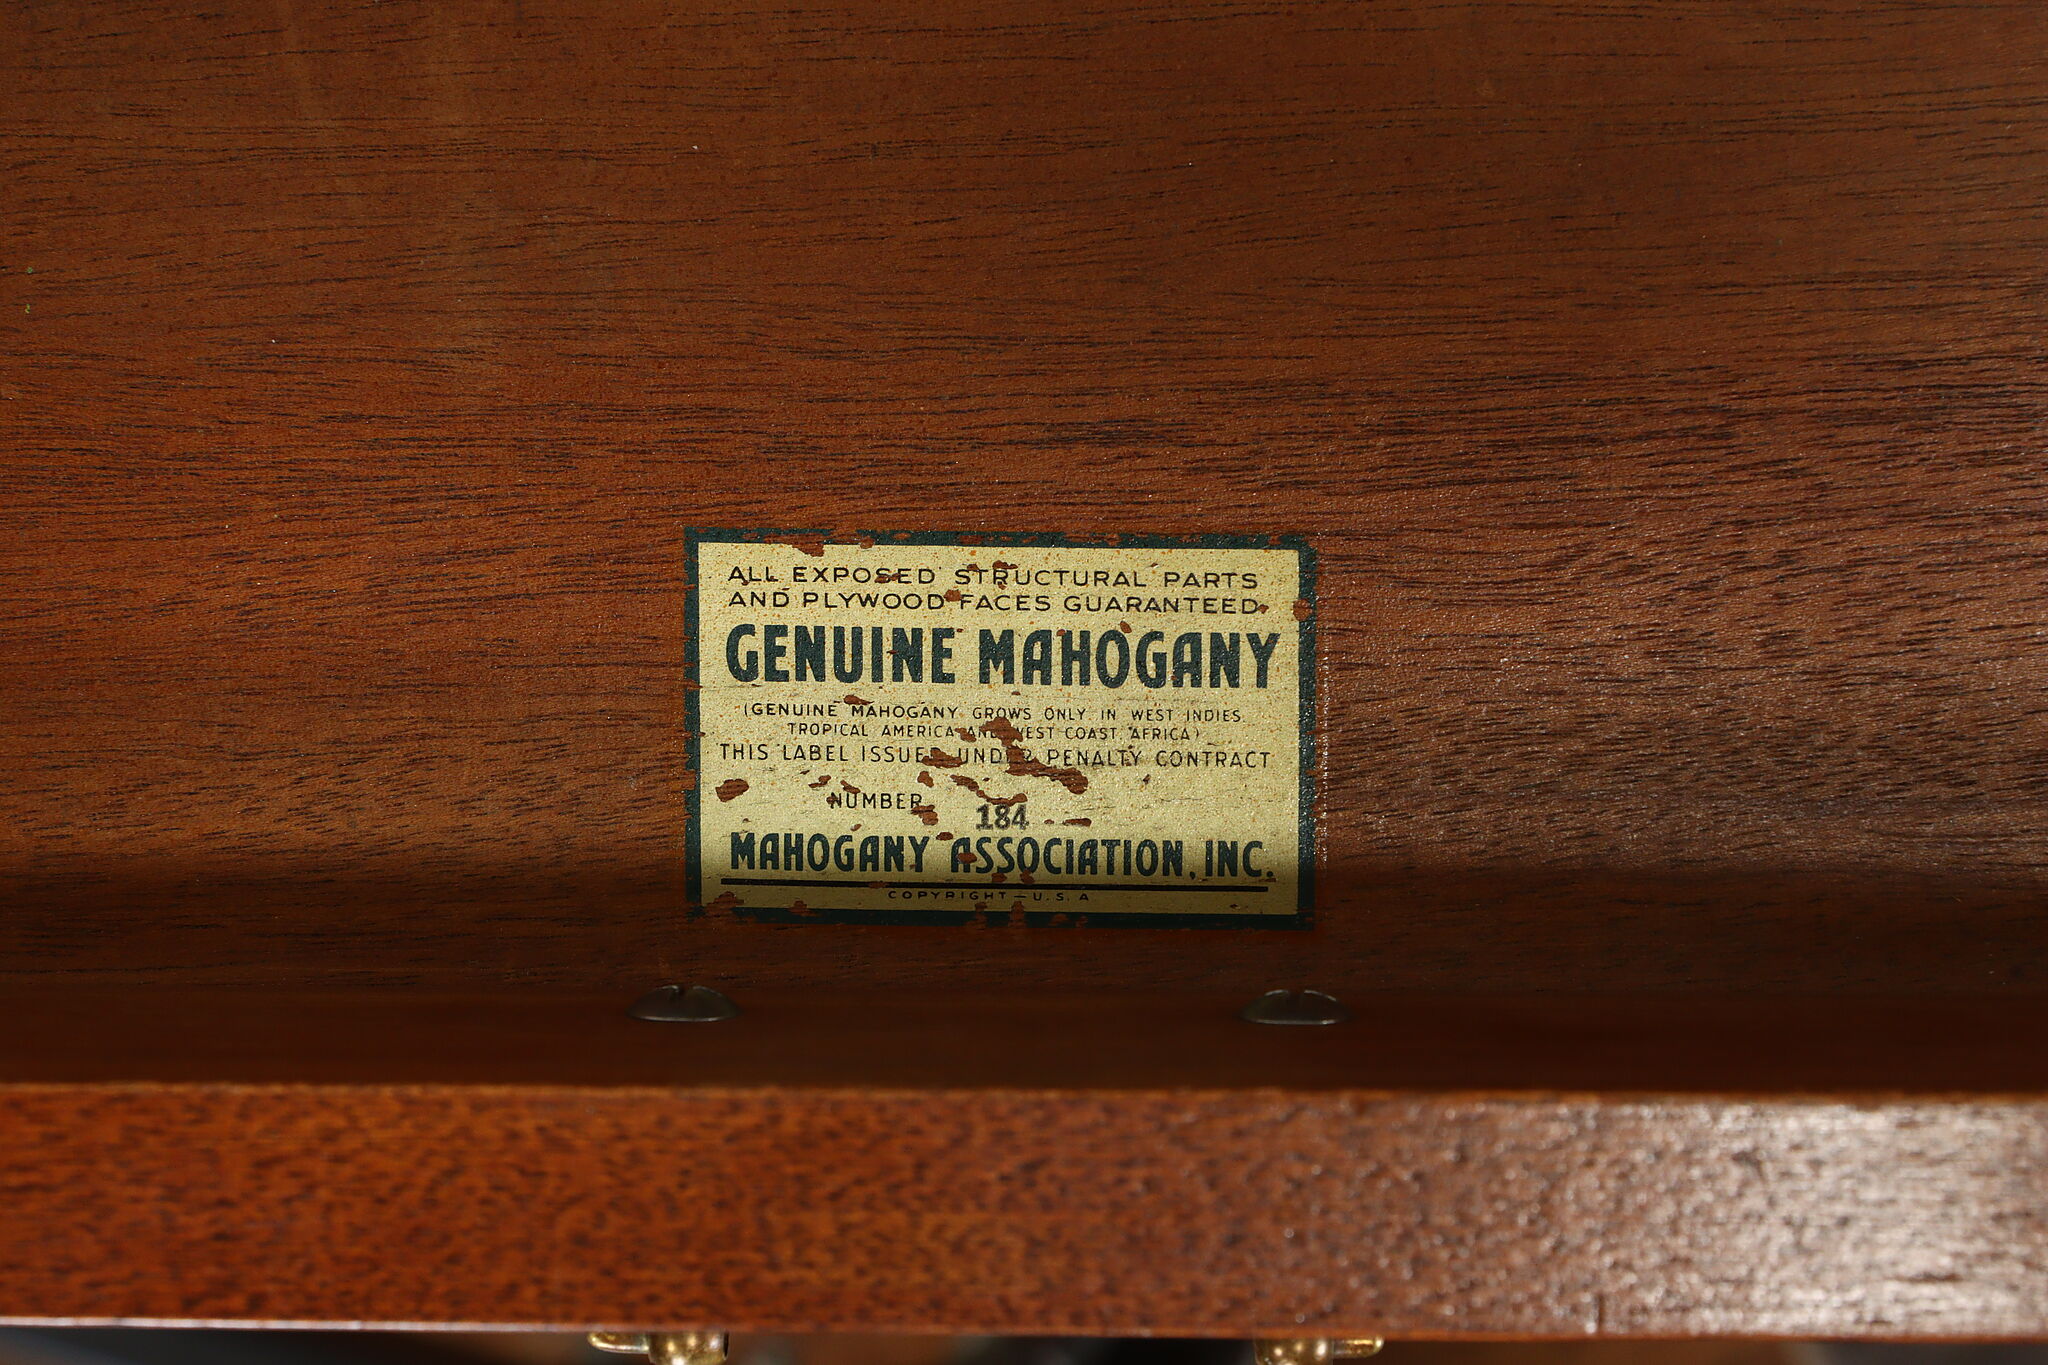 ALL EXPOSED STRUCTURAL PARTS
AND PLYWOOD FACES GUARANTEED
GENUINE MAHOGANY
(GENUINE MAHOGANY GROWS ONLY IN WEST INDIES,
TROPICAL AMERICA AND WEST COAST AFRICA)
THIS LABEL ISSUED UNDER PENALTY CONTRACT
NUMBER 184
MAHOGANY ASSOCIATION, INC.
COPYRIGHT—U.S.A